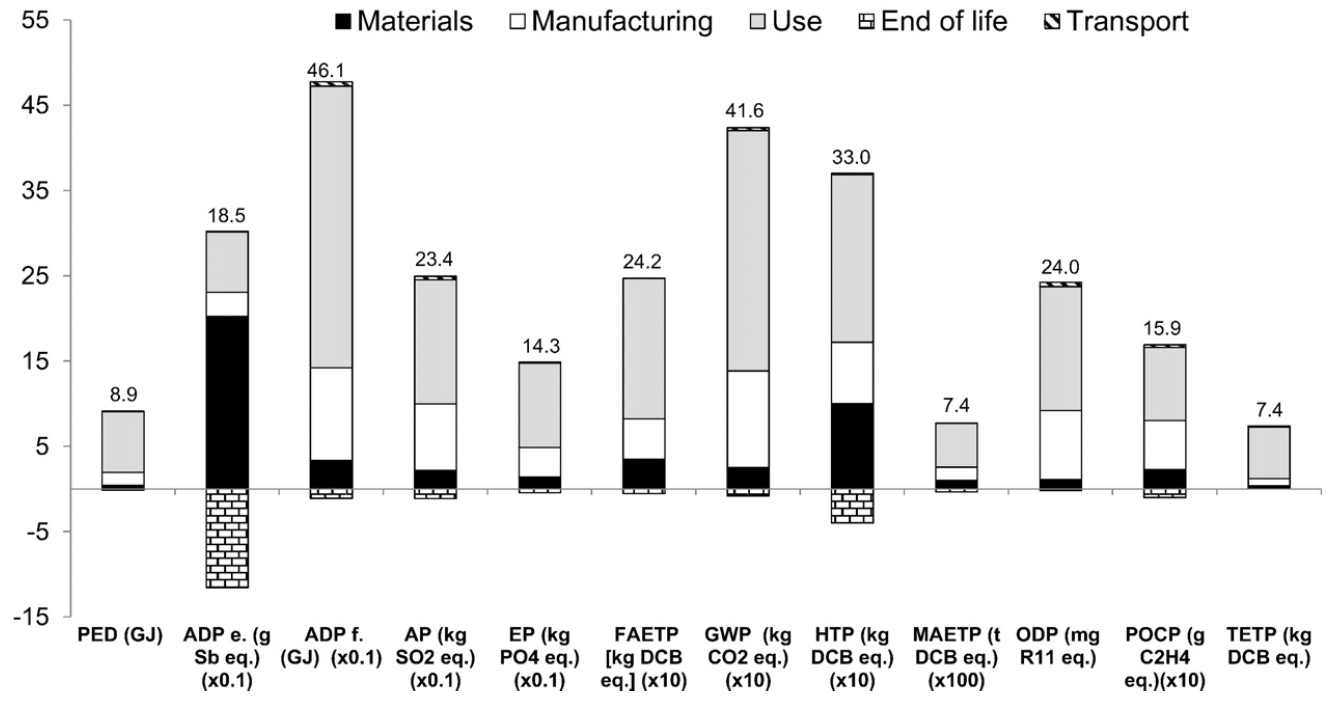 Materials Manufacturing Use End of life Transport
55
45
35
25
15
5
-5
-15
8.9
18.5
46.1
23.4
14.3
24.2
41.6
33.0
7.4
24.0
15.9
7.4
PED (GJ)
ADP e. (g
Sb eq.)
(x0.1)
ADP f.
(GJ) (x0.1)
AP (kg
SO2 eq.)
(x0.1)
EP (kg
PO4 eq.)
(x0.1)
FAETP
[kg DCB
eq.] (x10)
GWP (kg
CO2 eq.)
(x10)
HTP (kg
DCB eq.)
(x10)
MAETP (t
DCB eq.)
(x100)
ODP (mg
R11 eq.)
POCP (g
C2H4
eq.)(x10)
TETP (kg
DCB eq.)